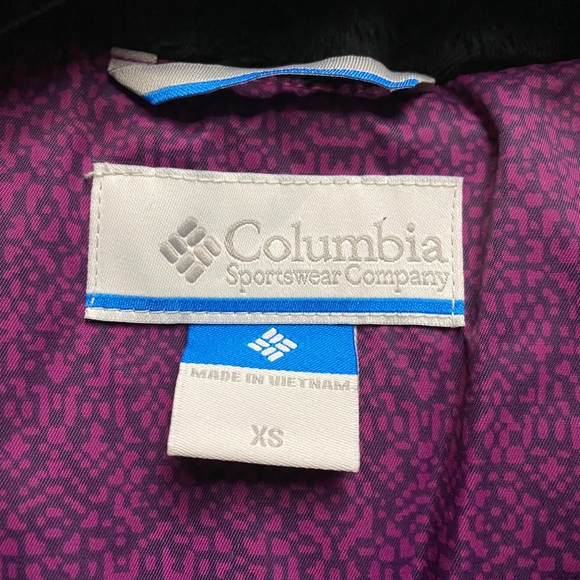 Columbia
Sportswear Company
MADE IN VIETNAM
XS